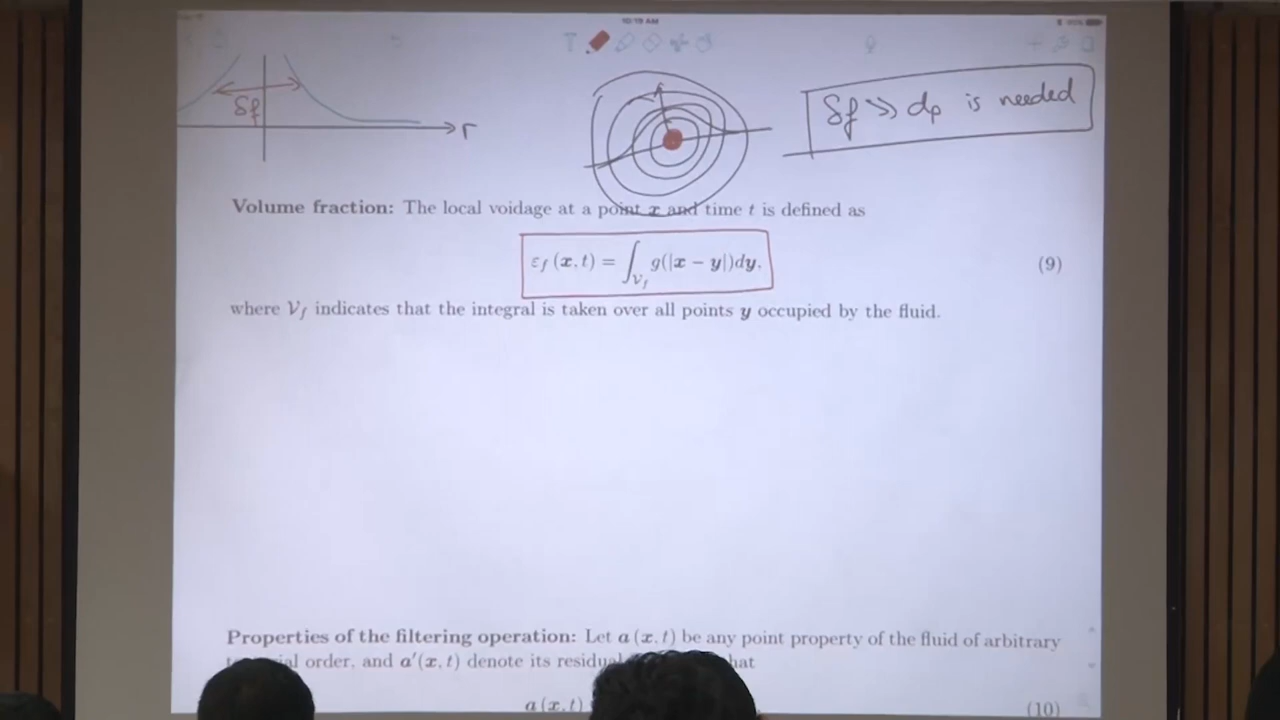 10:19 AM
δf
r
δf >> dp is needed
Volume fraction: The local voidage at a point x and time t is defined as
εf (x, t) = ∫Vf g(|x − y|)dy, (9)
where Vf indicates that the integral is taken over all points y occupied by the fluid.
Properties of the filtering operation: Let a (x, t) be any point property of the fluid of arbitrary
order, and a′(x, t) denote its residual
a (x, t) (10)